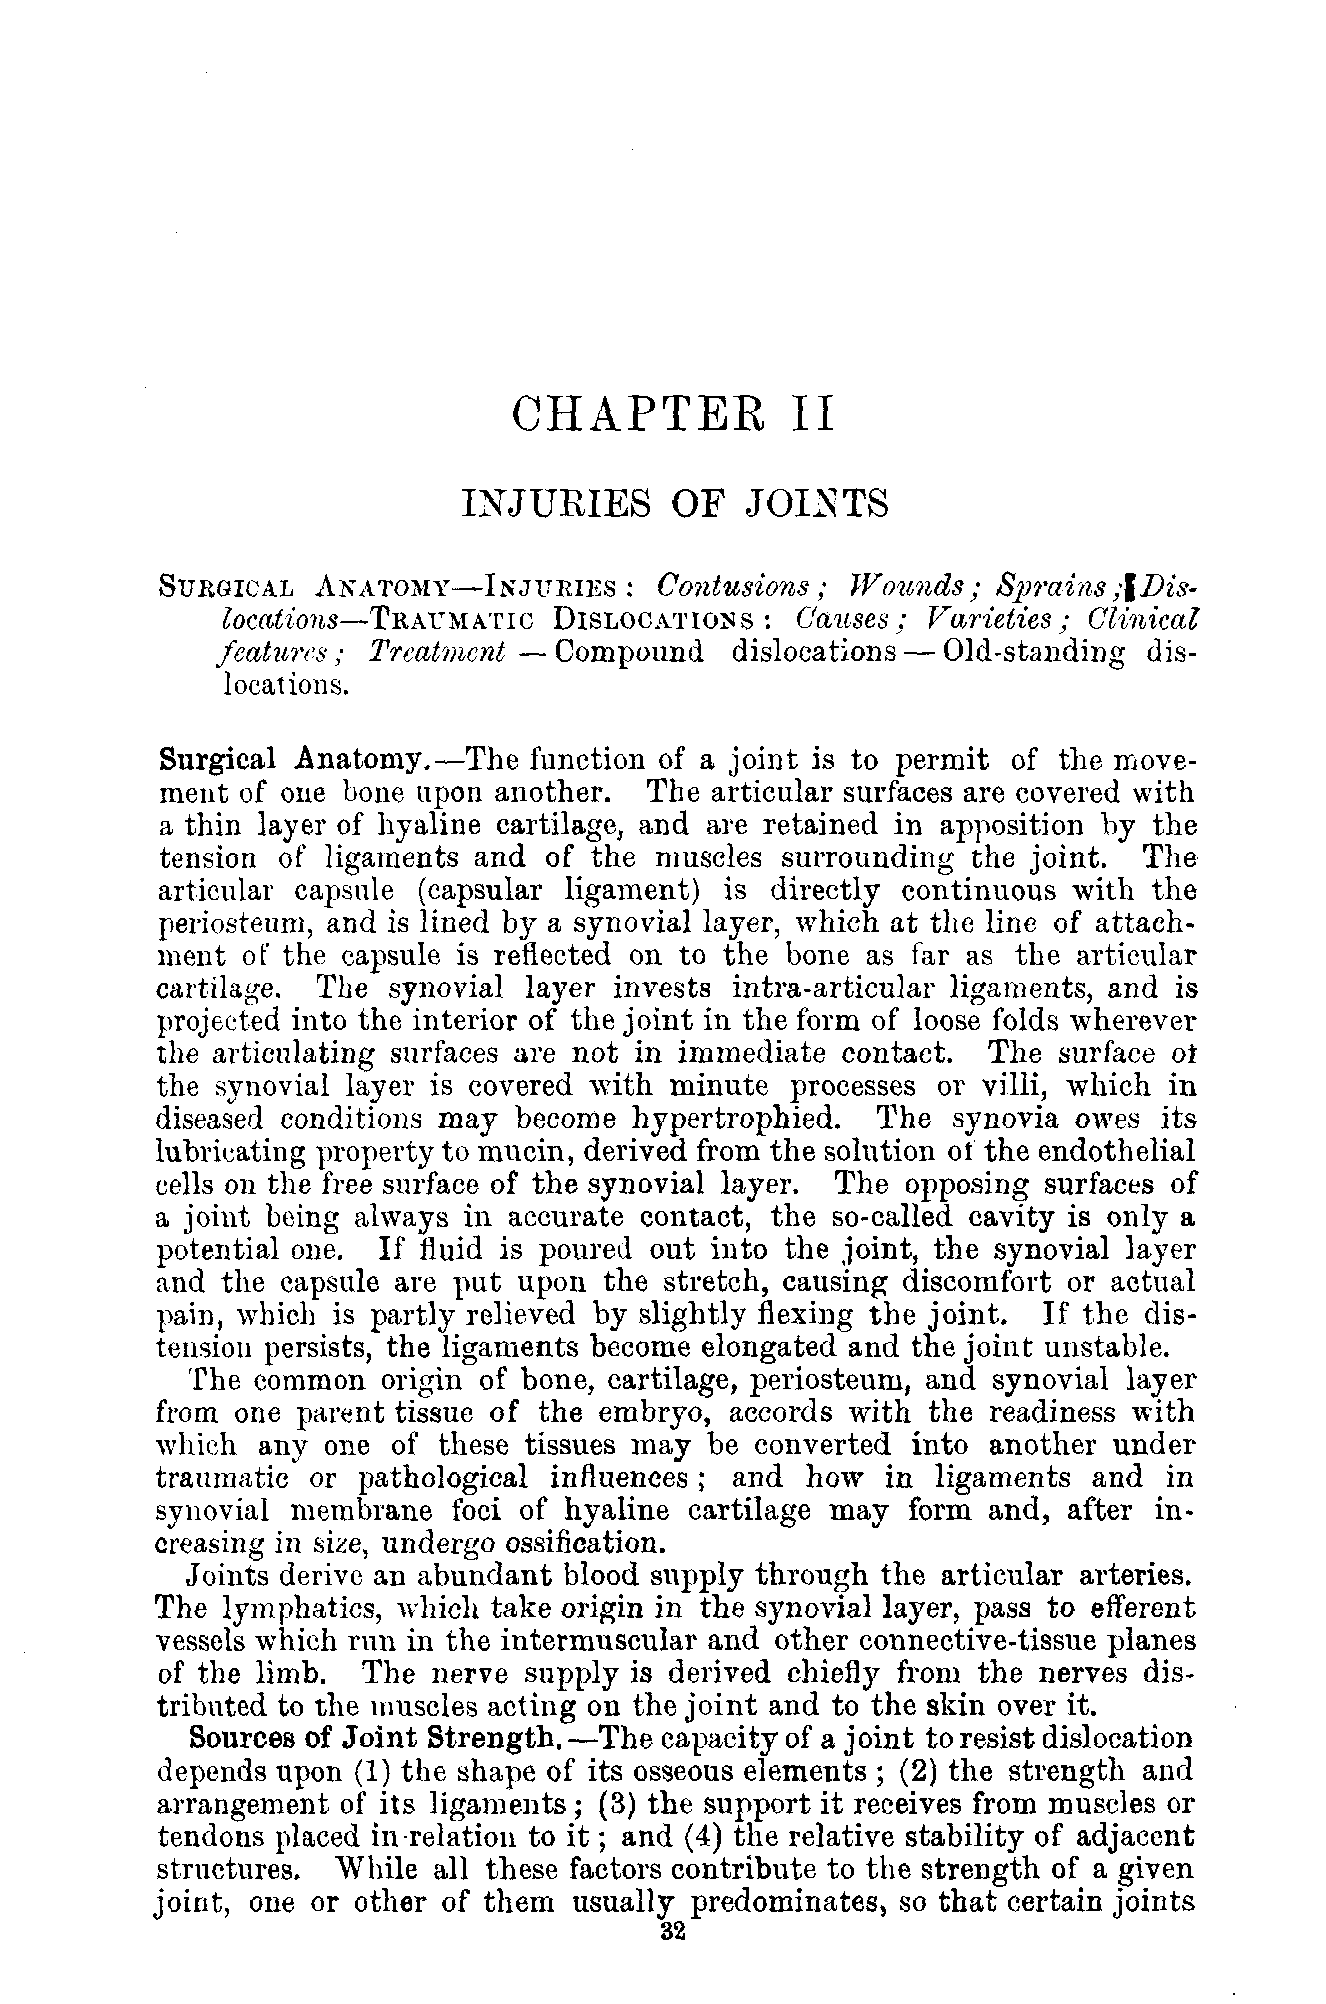 CHAPTER II
INJURIES OF JOINTS
SURGICAL ANATOMY—INJURIES: Contusions; Wounds; Sprains; Dis-
locations—TRAUMATIC DISLOCATIONS: Causes; Varieties; Clinical
features; Treatment — Compound dislocations — Old-standing dis-
locations.
Surgical Anatomy.—The function of a joint is to permit of the move-
ment of one bone upon another. The articular surfaces are covered with
a thin layer of hyaline cartilage, and are retained in apposition by the
tension of ligaments and of the muscles surrounding the joint. The
articular capsule (capsular ligament) is directly continuous with the
periosteum, and is lined by a synovial layer, which at the line of attach-
ment of the capsule is reflected on to the bone as far as the articular
cartilage. The synovial layer invests intra-articular ligaments, and is
projected into the interior of the joint in the form of loose folds wherever
the articulating surfaces are not in immediate contact. The surface of
the synovial layer is covered with minute processes or villi, which in
diseased conditions may become hypertrophied. The synovia owes its
lubricating property to mucin, derived from the solution of the endothelial
cells on the free surface of the synovial layer. The opposing surfaces of
a joint being always in accurate contact, the so-called cavity is only a
potential one. If fluid is poured out into the joint, the synovial layer
and the capsule are put upon the stretch, causing discomfort or actual
pain, which is partly relieved by slightly flexing the joint. If the dis-
tension persists, the ligaments become elongated and the joint unstable.
The common origin of bone, cartilage, periosteum, and synovial layer
from one parent tissue of the embryo, accords with the readiness with
which any one of these tissues may be converted into another under
traumatic or pathological influences; and how in ligaments and in
synovial membrane foci of hyaline cartilage may form and, after in-
creasing in size, undergo ossification.
Joints derive an abundant blood supply through the articular arteries.
The lymphatics, which take origin in the synovial layer, pass to efferent
vessels which run in the intermuscular and other connective-tissue planes
of the limb. The nerve supply is derived chiefly from the nerves dis-
tributed to the muscles acting on the joint and to the skin over it.
Sources of Joint Strength.—The capacity of a joint to resist dislocation
depends upon (1) the shape of its osseous elements; (2) the strength and
arrangement of its ligaments; (3) the support it receives from muscles or
tendons placed in relation to it; and (4) the relative stability of adjacent
structures. While all these factors contribute to the strength of a given
joint, one or other of them usually predominates, so that certain joints
32